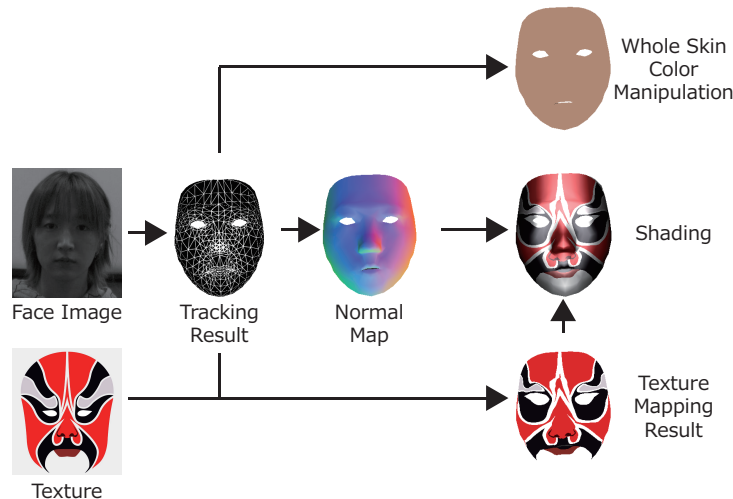 Whole Skin
Color
Manipulation
Face Image
Tracking
Result
Normal
Map
Shading
Texture
Texture
Mapping
Result